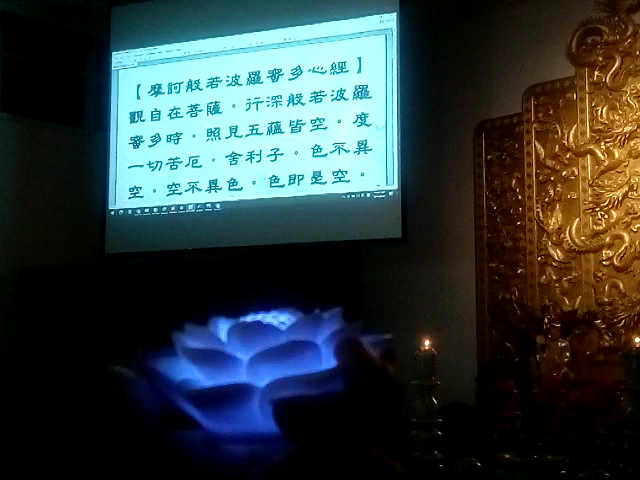 【摩訶般若波羅蜜多心經】
觀自在菩薩。行深般若波羅
蜜多時。照見五蘊皆空。度
一切苦厄。舍利子。色不異
空。空不異色。色即是空。